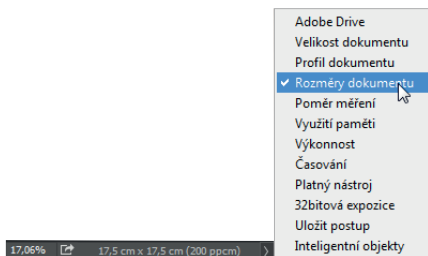 Adobe Drive
Velikost dokumentu
Profil dokumentu
Rozměry dokumentu
Poměr měření
Využití paměti
Výkonnost
Časování
Platný nástroj
32bitová expozice
Uložit postup
Inteligentní objekty
17,06% 17,5 cm x 17,5 cm (200 ppcm)